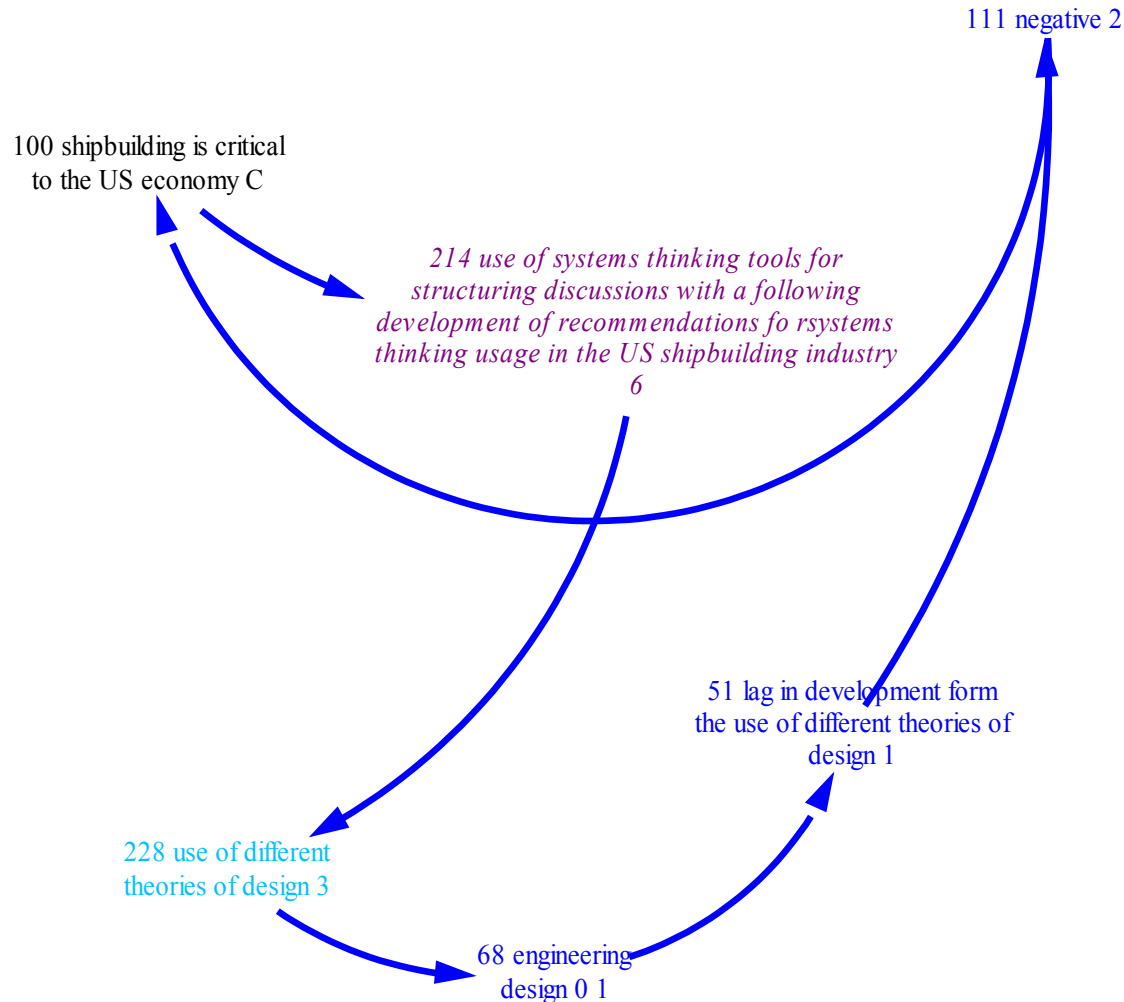 111 negative 2
100 shipbuilding is critical
to the US economy C
214 use of systems thinking tools for
structuring discussions with a following
development of recommendations fo rsystems
thinking usage in the US shipbuilding industry
6
51 lag in development form
the use of different theories of
design 1
228 use of different
theories of design 3
68 engineering
design 0 1